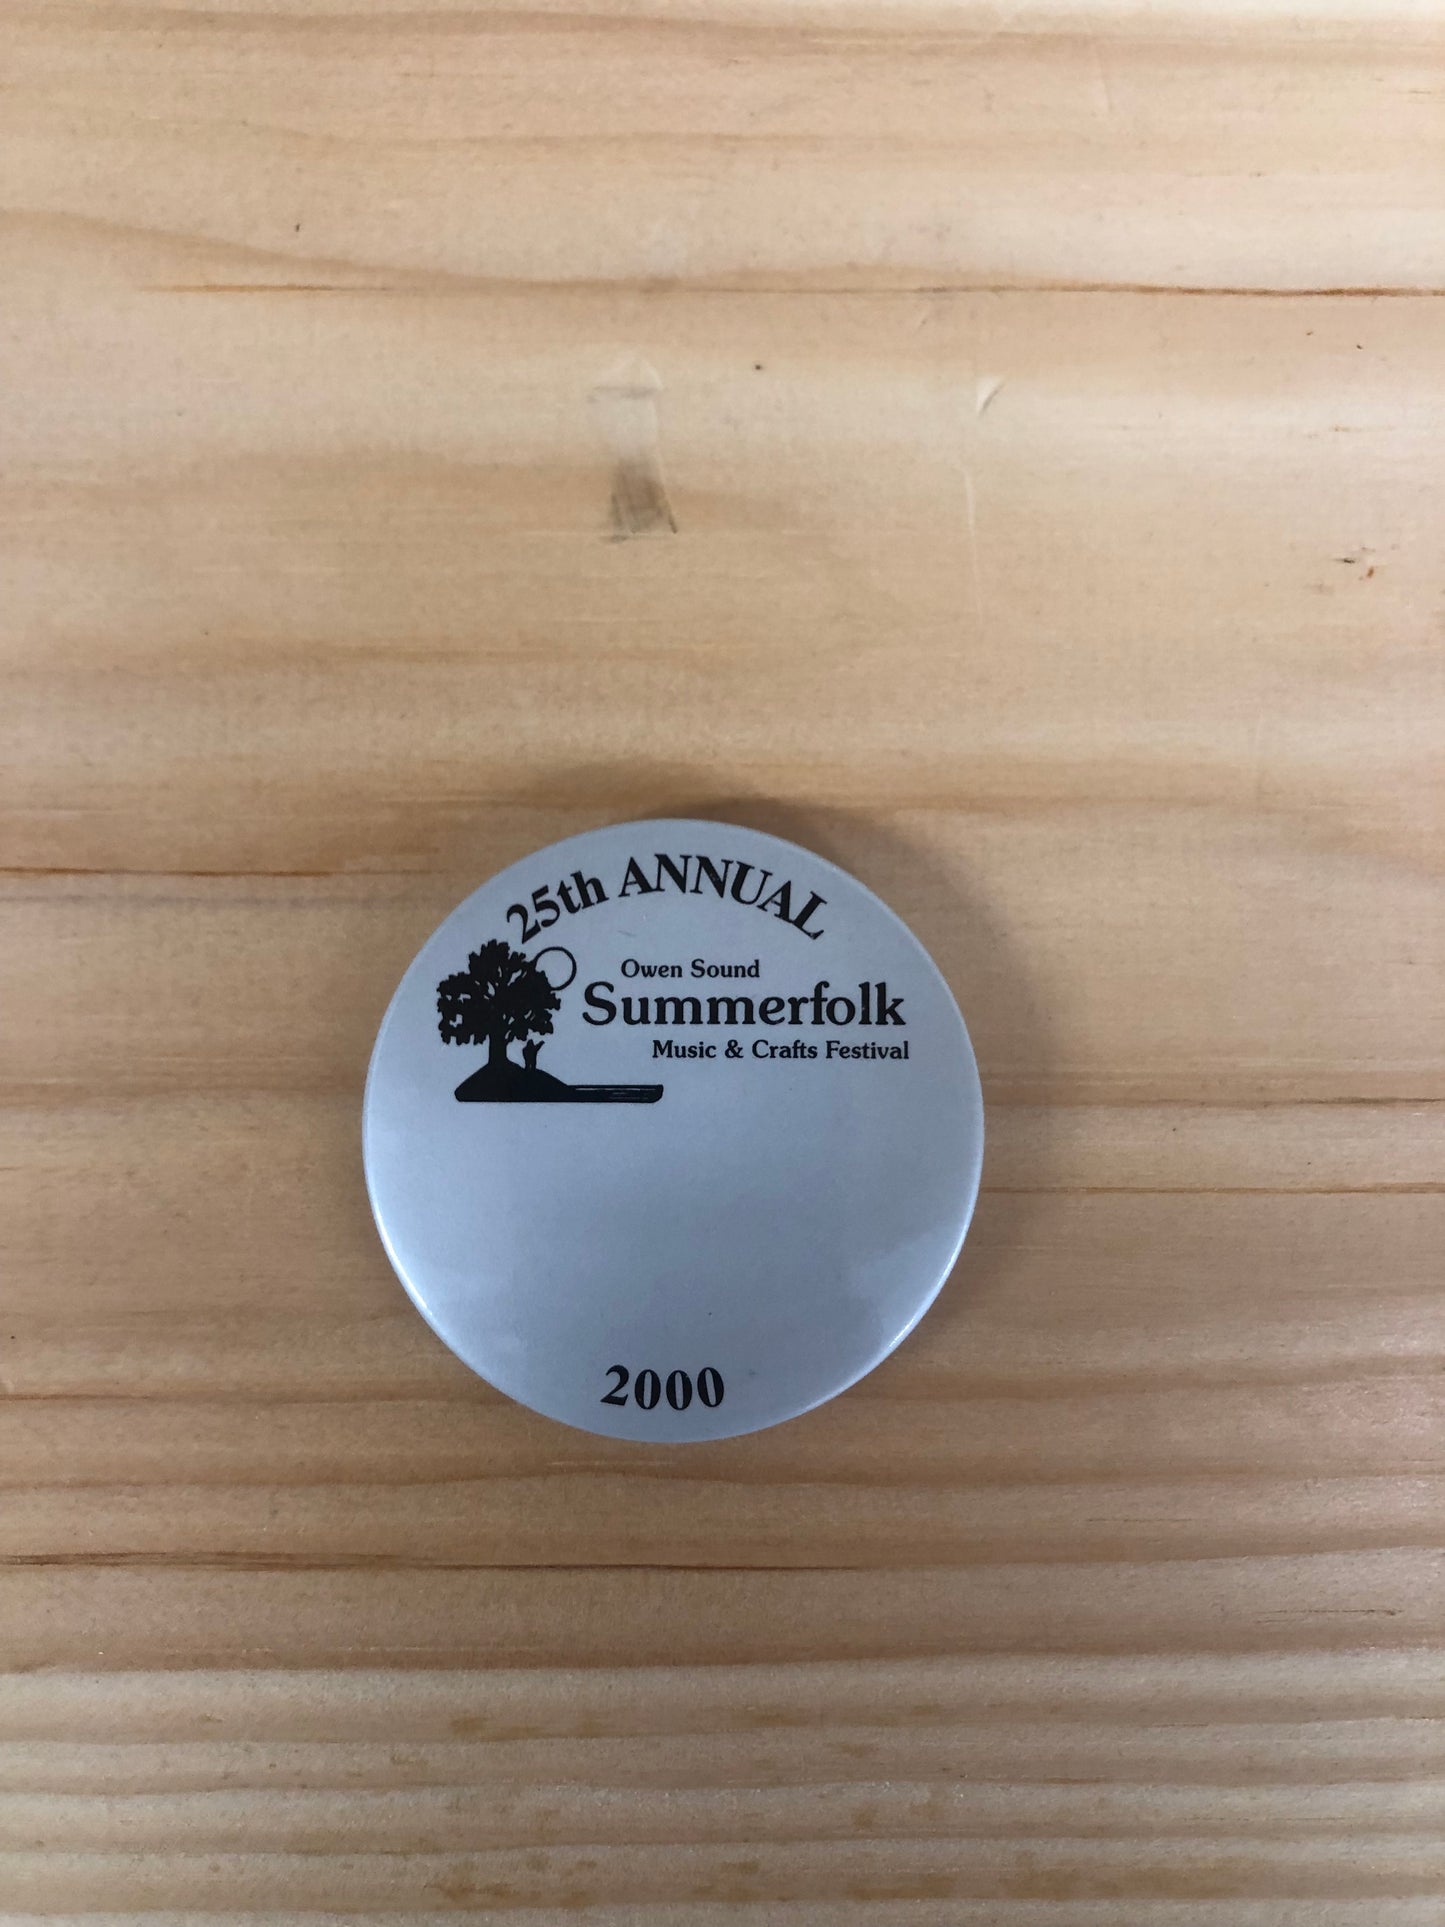 25th ANNUAL
Owen Sound
Summerfolk
Music & Crafts Festival
2000